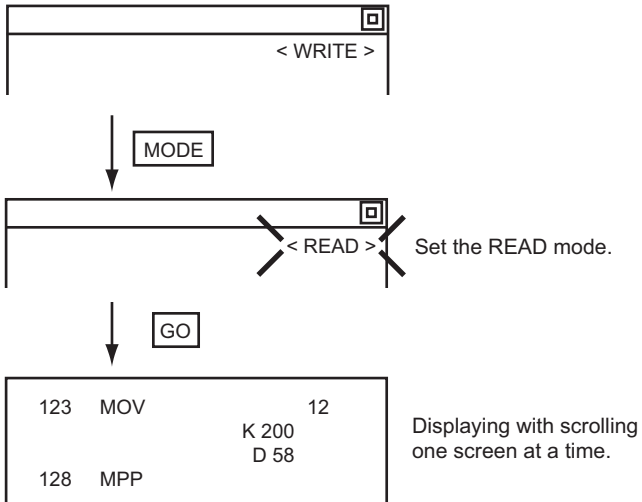 < WRITE >
MODE
< READ >
Set the READ mode.
GO
123 MOV 12
K 200
D 58
128 MPP
Displaying with scrolling
one screen at a time.